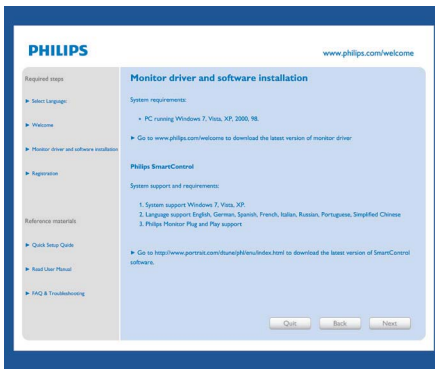 PHILIPS
www.philips.com/welcome
Required steps
Select Language
Welcome
Monitor driver and software installation
Registration
Reference materials
Quick Setup Guide
Read User Manual
FAQ & Troubleshooting
Monitor driver and software installation
System requirements:
• PC running Windows 7, Vista, XP, 2000, 98.
Go to www.philips.com/welcome to download the latest version of monitor driver
Philips SmartControl
System support and requirements:
1. System support Windows 7, Vista, XP.
2. Language support English, German, Spanish, French, Italian, Russian, Portuguese, Simplified Chinese
3. Philips Monitor Plug and Play support
Go to http://www.portrait.com/dtune/phl/enu/index.html to download the latest version of SmartControl
software.
Quit
Back
Next